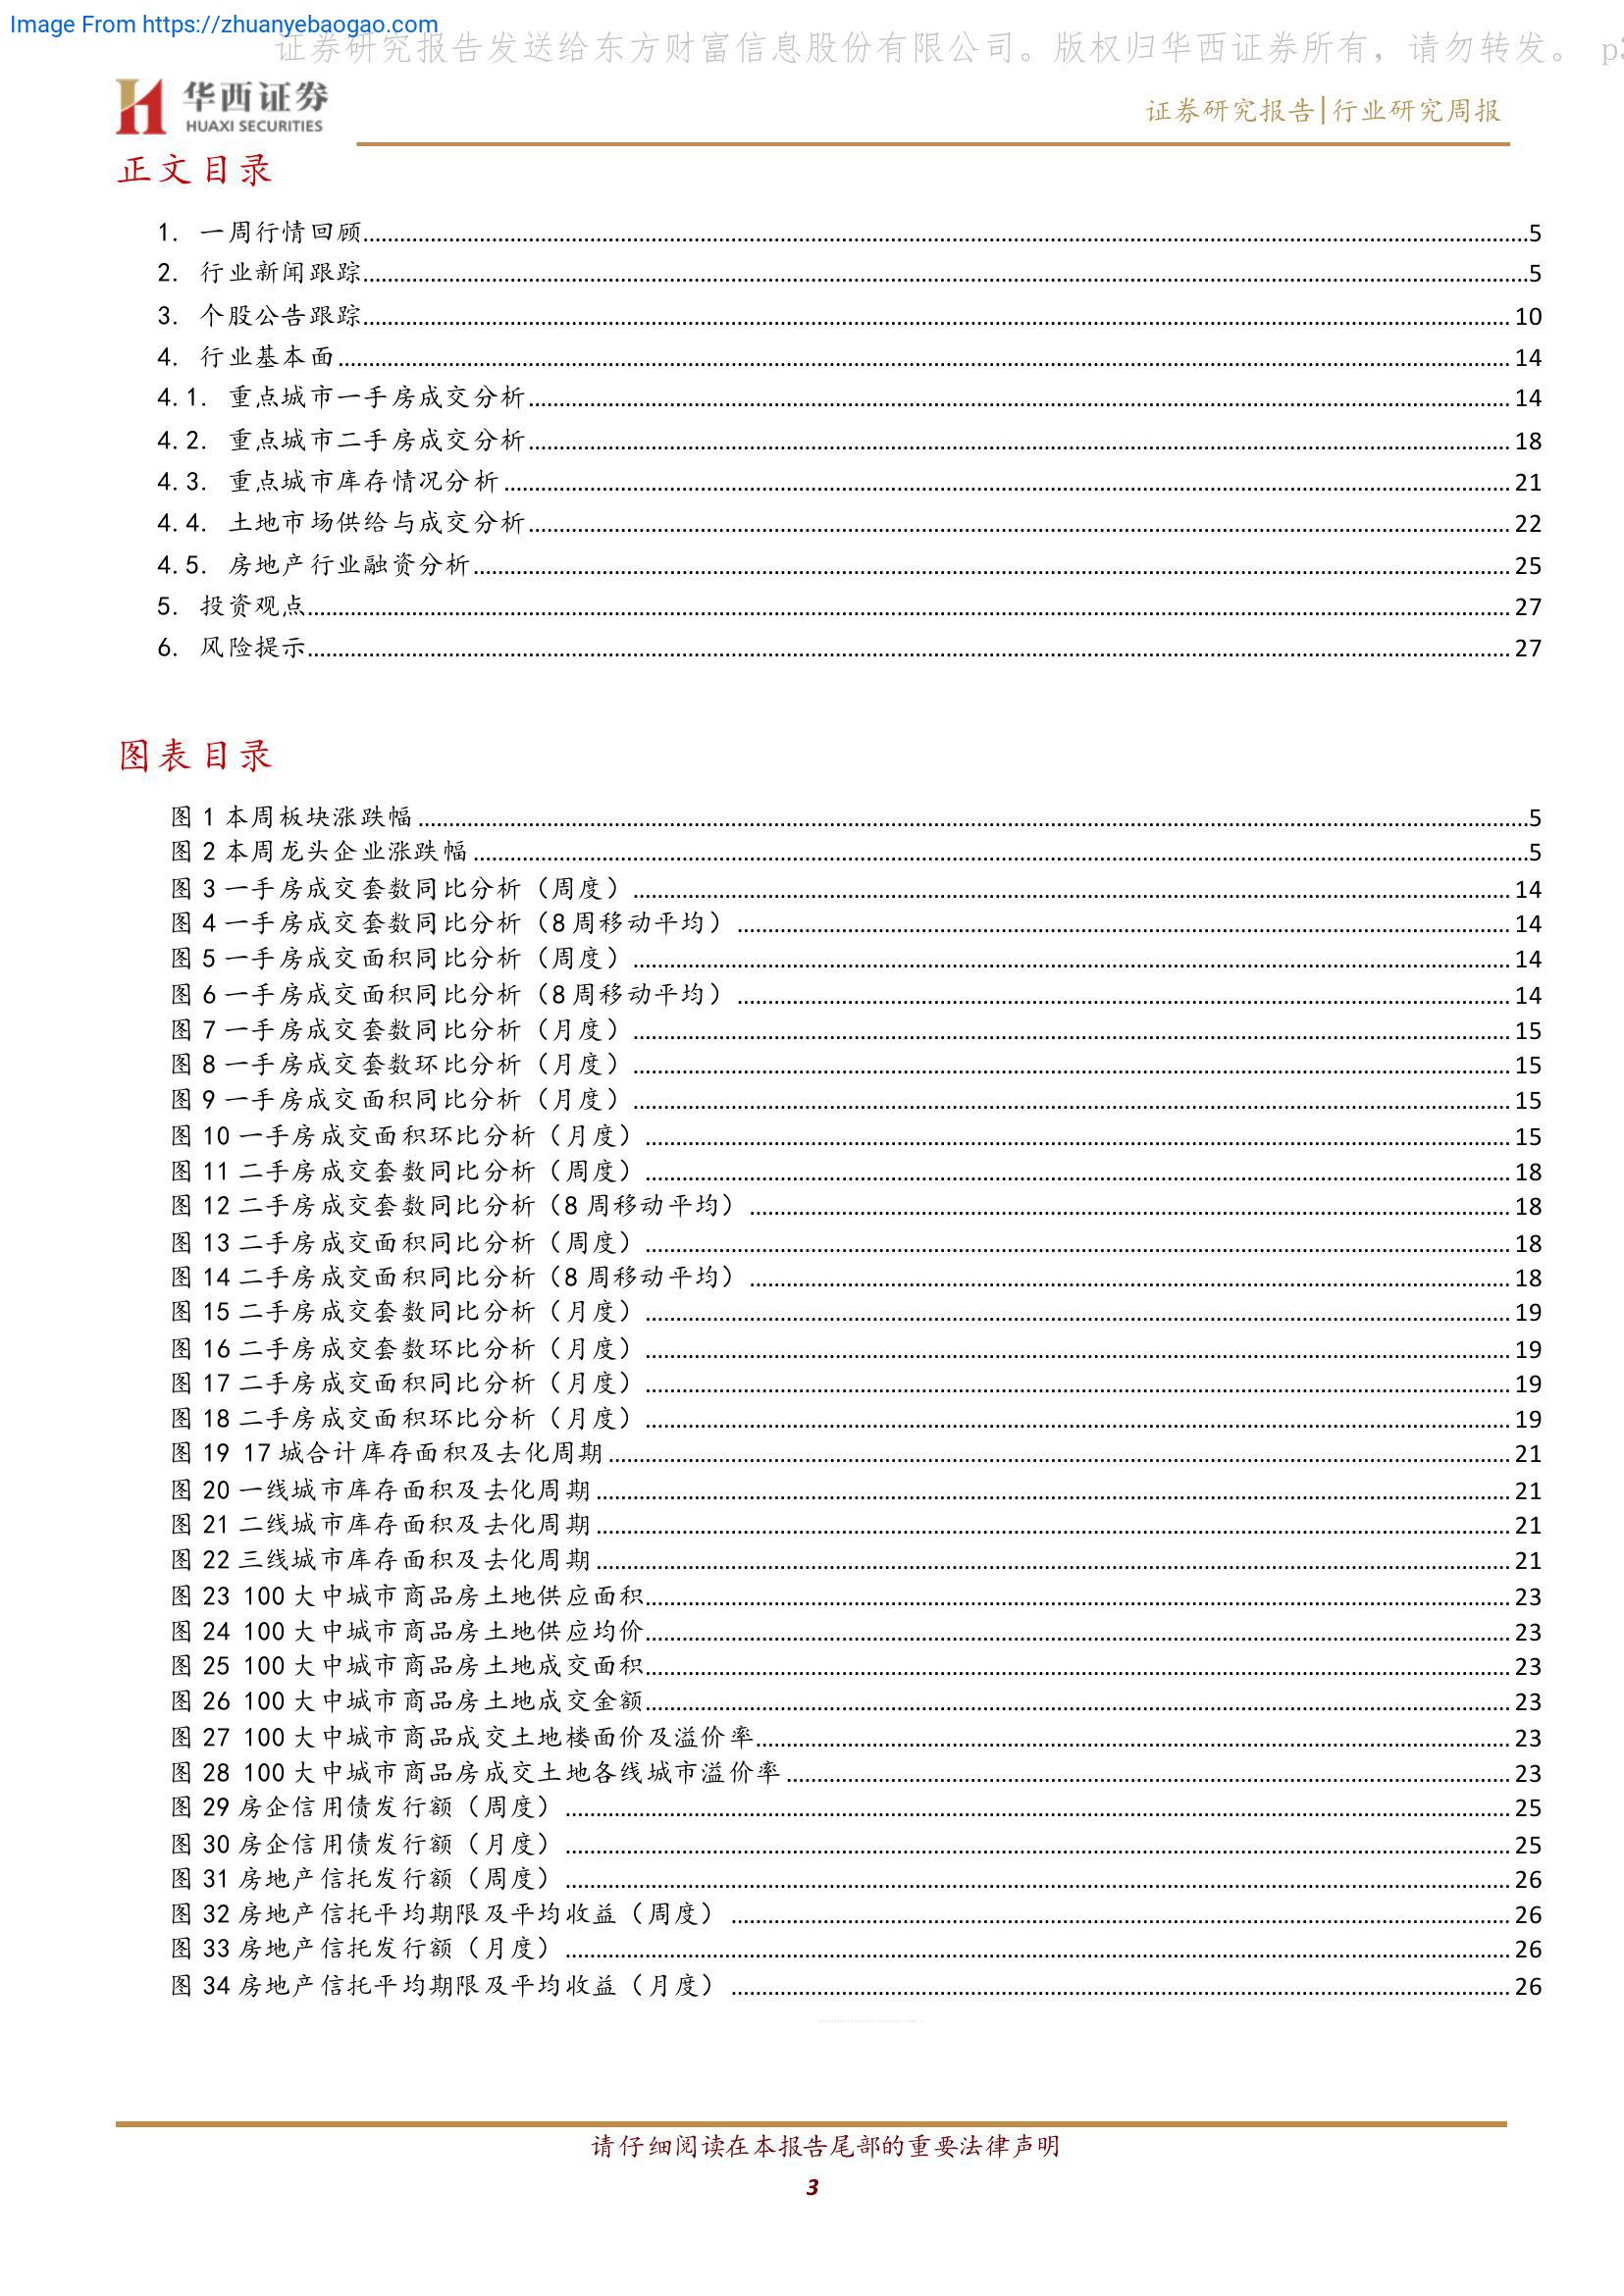 Image From https://zhuanyebaogao.com
证券研究报告发送给东方财富信息股份有限公司。版权归华西证券所有，请勿转发。 p3
华西证券
HUAXI SECURITIES
证券研究报告|行业研究周报
正文目录
1. 一周行情回顾 5
2. 行业新闻跟踪 5
3. 个股公告跟踪 10
4. 行业基本面 14
4.1. 重点城市一手房成交分析 14
4.2. 重点城市二手房成交分析 18
4.3. 重点城市库存情况分析 21
4.4. 土地市场供给与成交分析 22
4.5. 房地产行业融资分析 25
5. 投资观点 27
6. 风险提示 27
图表目录
图 1 本周板块涨跌幅 5
图 2 本周龙头企业涨跌幅 5
图 3 一手房成交套数同比分析（周度） 14
图 4 一手房成交套数同比分析（8 周移动平均） 14
图 5 一手房成交面积同比分析（周度） 14
图 6 一手房成交面积同比分析（8 周移动平均） 14
图 7 一手房成交套数同比分析（月度） 15
图 8 一手房成交套数环比分析（月度） 15
图 9 一手房成交面积同比分析（月度） 15
图 10 一手房成交面积环比分析（月度） 15
图 11 二手房成交套数同比分析（周度） 18
图 12 二手房成交套数同比分析（8 周移动平均） 18
图 13 二手房成交面积同比分析（周度） 18
图 14 二手房成交面积同比分析（8 周移动平均） 18
图 15 二手房成交套数同比分析（月度） 19
图 16 二手房成交套数环比分析（月度） 19
图 17 二手房成交面积同比分析（月度） 19
图 18 二手房成交面积环比分析（月度） 19
图 19 17 城合计库存面积及去化周期 21
图 20 一线城市库存面积及去化周期 21
图 21 二线城市库存面积及去化周期 21
图 22 三线城市库存面积及去化周期 21
图 23 100 大中城市商品房土地供应面积 23
图 24 100 大中城市商品房土地供应均价 23
图 25 100 大中城市商品房土地成交面积 23
图 26 100 大中城市商品房土地成交金额 23
图 27 100 大中城市商品成交土地楼面价及溢价率 23
图 28 100 大中城市商品房成交土地各线城市溢价率 23
图 29 房企信用债发行额（周度） 25
图 30 房企信用债发行额（月度） 25
图 31 房地产信托发行额（周度） 26
图 32 房地产信托平均期限及平均收益（周度） 26
图 33 房地产信托发行额（月度） 26
图 34 房地产信托平均期限及平均收益（月度） 26
请仔细阅读在本报告尾部的重要法律声明
3